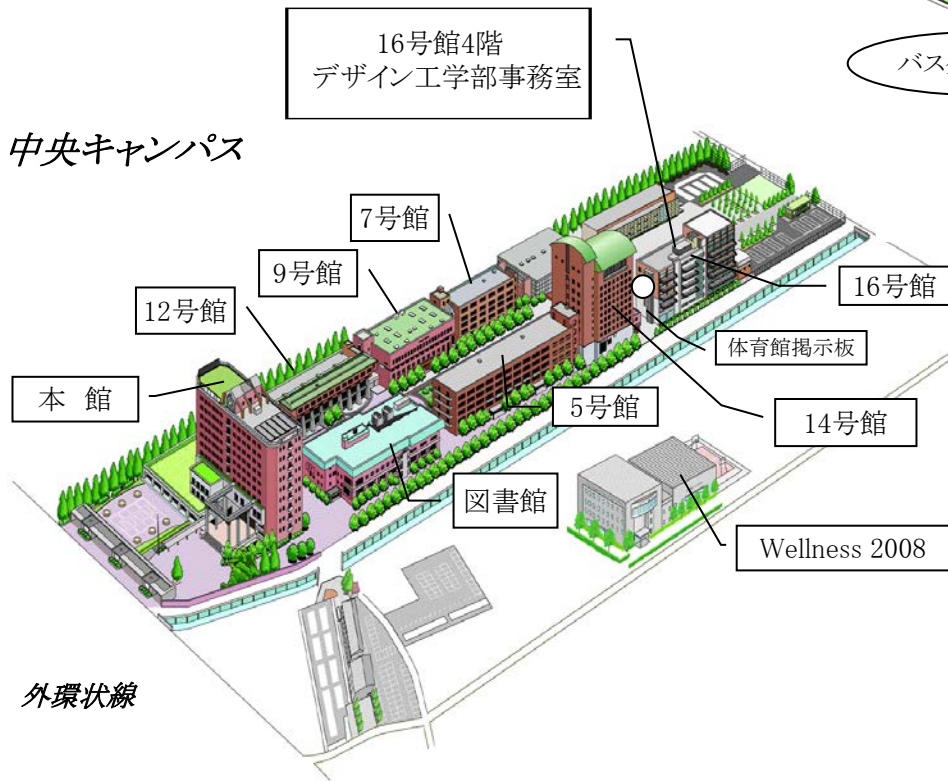 16号館4階
デザイン工学部事務室
バス
中央キャンパス
7号館
9号館
12号館
16号館
体育館掲示板
本 館
5号館
14号館
図書館
Wellness 2008
外環状線